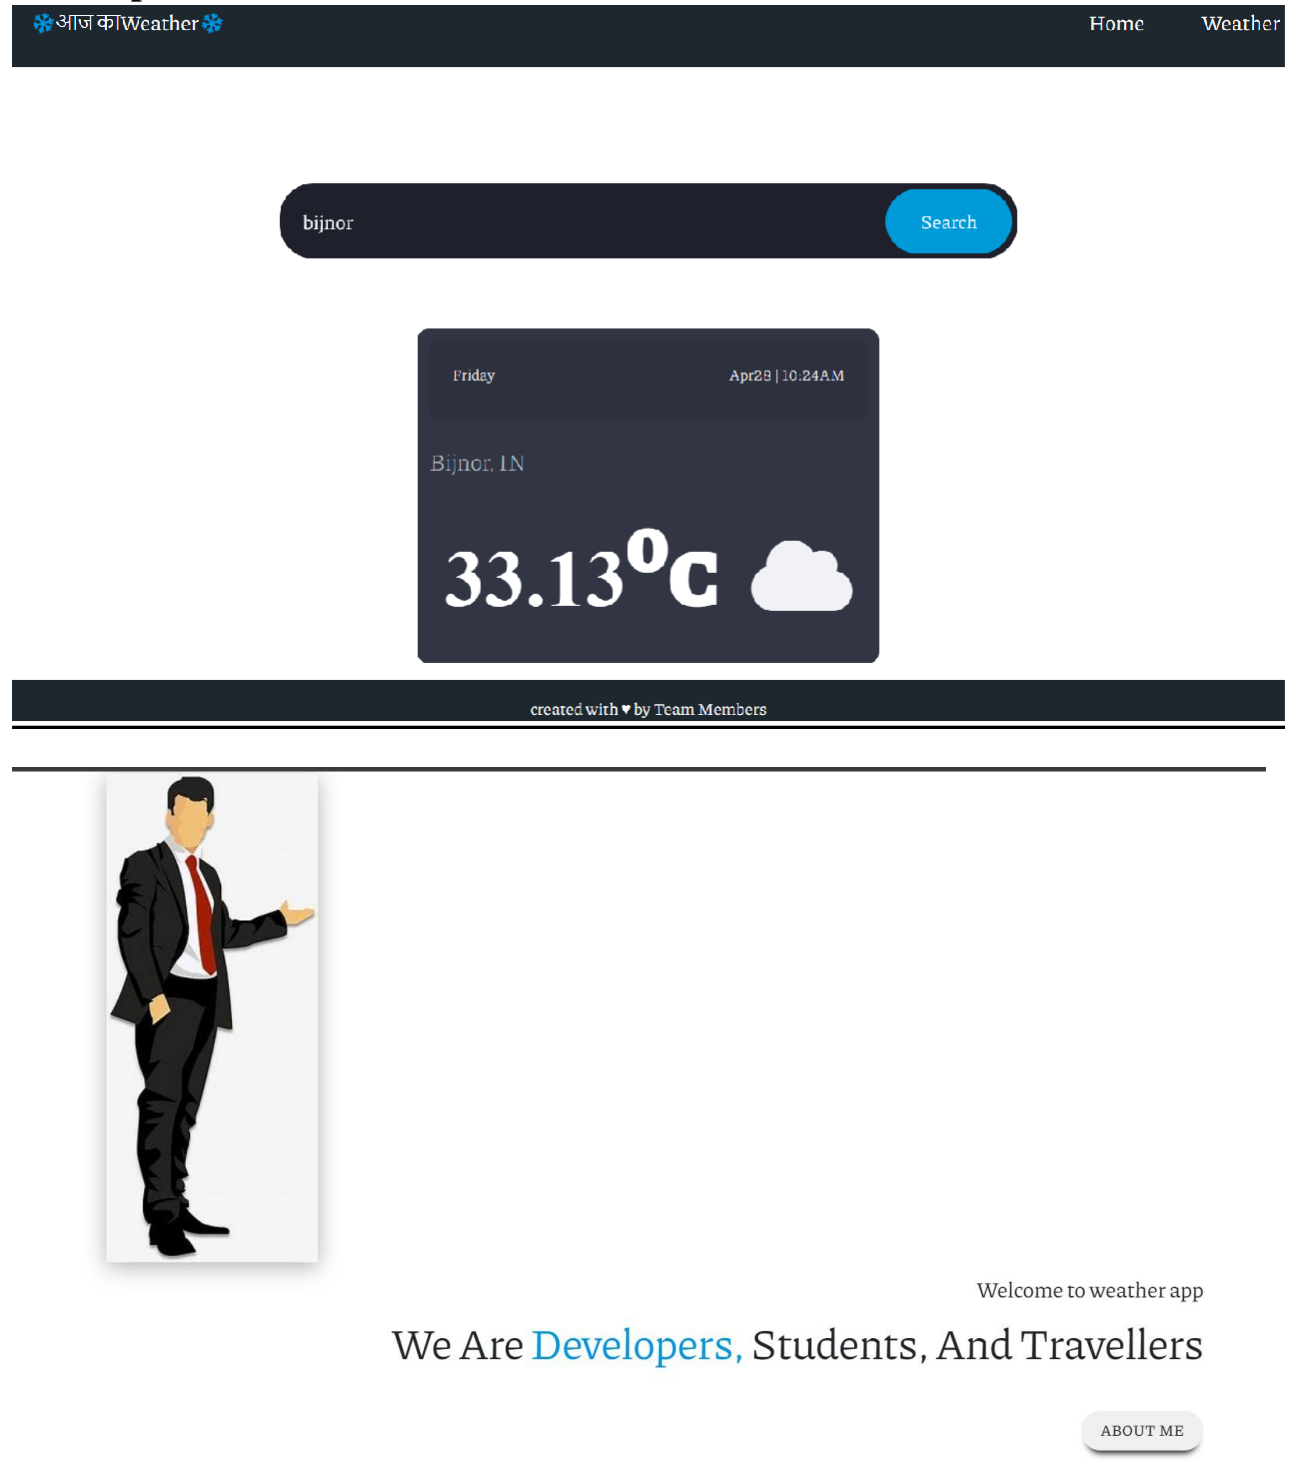 ❄आज काWeather❄ Home Weather
bijnor Search
Friday Apr28 | 10:24AM
Bijnor, IN
33.13⁰C
created with ♥ by Team Members
Welcome to weather app
We Are Developers, Students, And Travellers
ABOUT ME